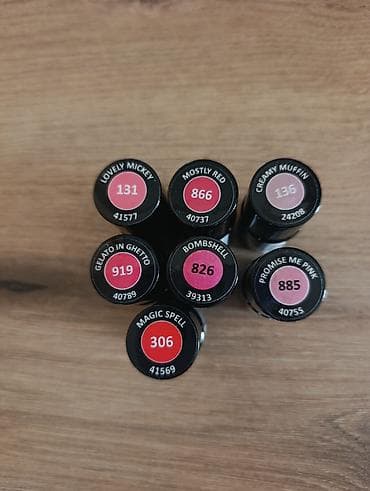 LOVELY MICKEY
131
41577
MOSTLY RED
866
40737
CREAMY MUFFIN
136
24208
GELATO IN GHETTO
919
40789
BOMBSHELL
826
39313
PROMISE ME PINK
885
40755
MAGIC SPELL
306
41569